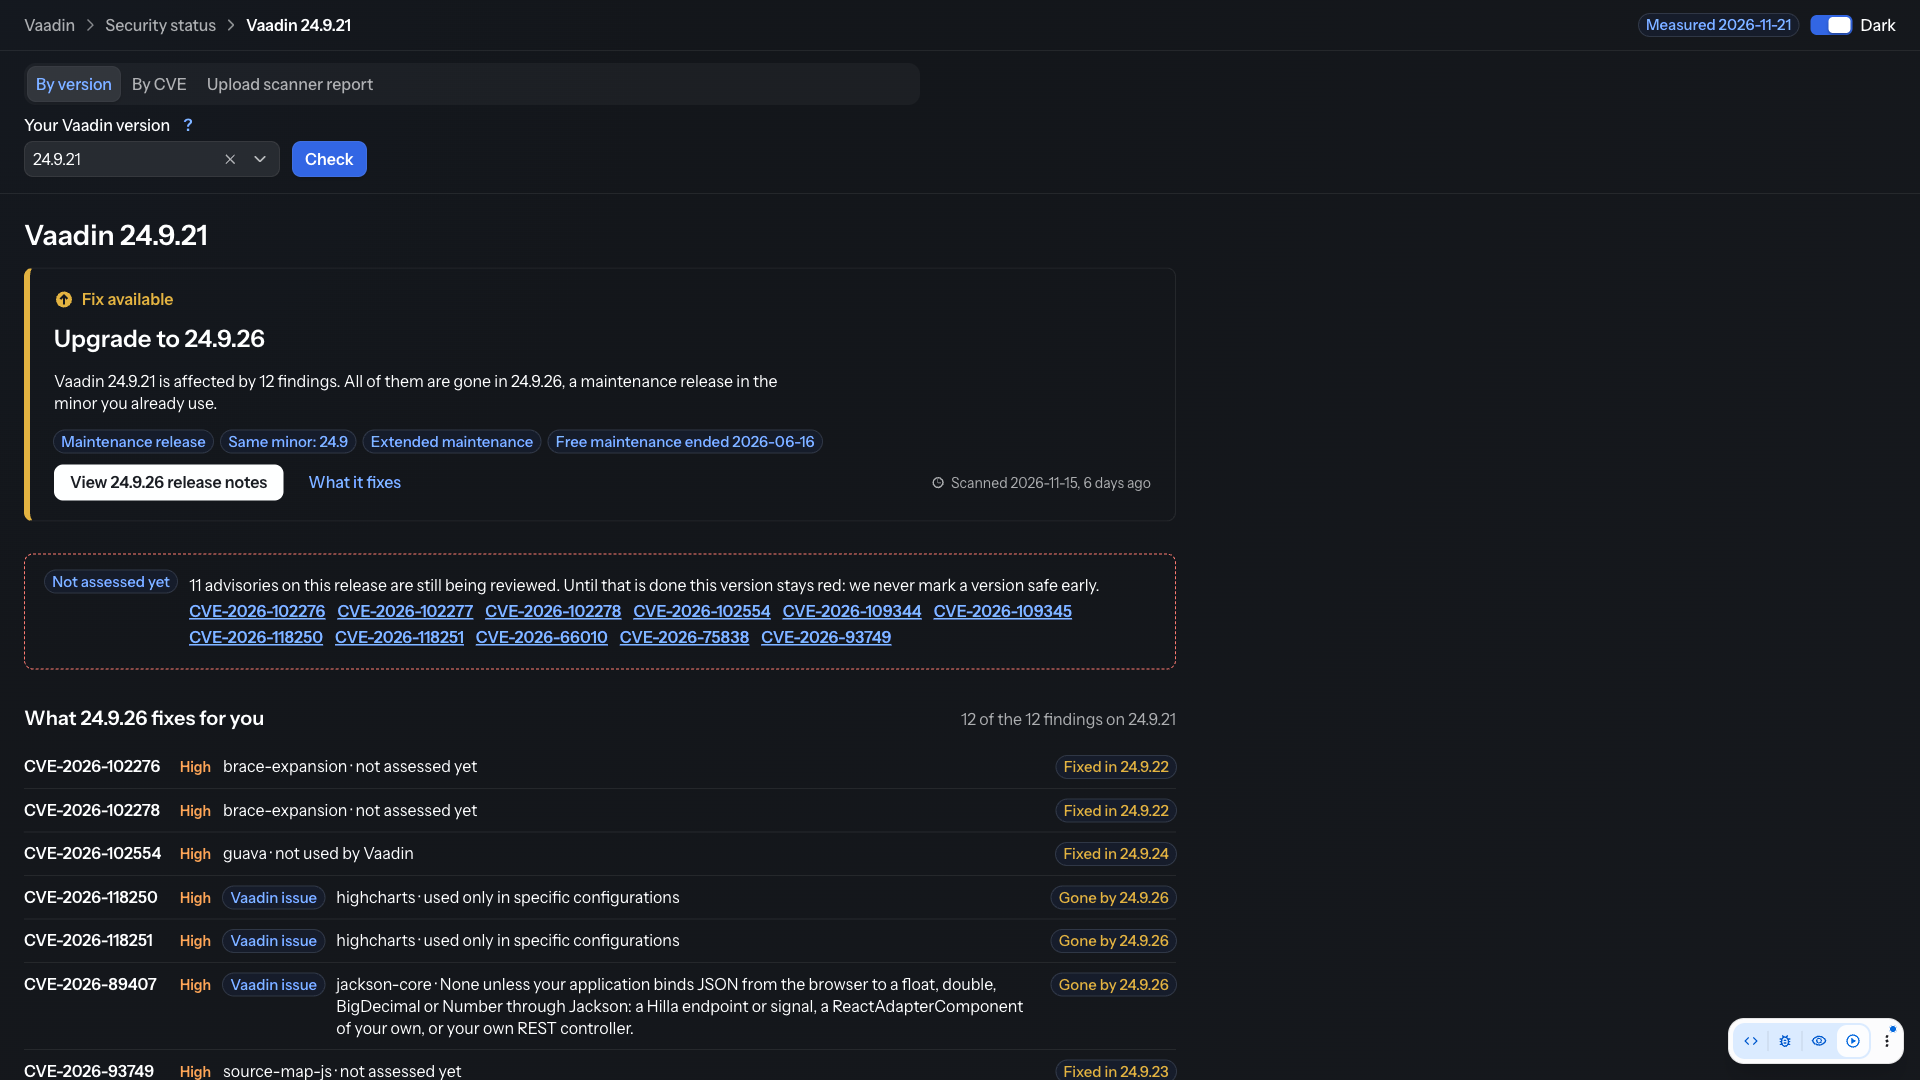 Vaadin > Security status > Vaadin 24.9.21
Measured 2026-11-21 Dark
By version By CVE Upload scanner report
Your Vaadin version ?
24.9.21
Check
Vaadin 24.9.21
Fix available
Upgrade to 24.9.26
Vaadin 24.9.21 is affected by 12 findings. All of them are gone in 24.9.26, a maintenance release in the
minor you already use.
Maintenance release Same minor: 24.9 Extended maintenance Free maintenance ended 2026-06-16
View 24.9.26 release notes What it fixes Scanned 2026-11-15, 6 days ago
Not assessed yet 11 advisories on this release are still being reviewed. Until that is done this version stays red: we never mark a version safe early.
CVE-2026-102276 CVE-2026-102277 CVE-2026-102278 CVE-2026-102554 CVE-2026-109344 CVE-2026-109345
CVE-2026-118250 CVE-2026-118251 CVE-2026-66010 CVE-2026-75838 CVE-2026-93749
What 24.9.26 fixes for you 12 of the 12 findings on 24.9.21
CVE-2026-102276 High brace-expansion · not assessed yet Fixed in 24.9.22
CVE-2026-102278 High brace-expansion · not assessed yet Fixed in 24.9.22
CVE-2026-102554 High guava · not used by Vaadin Fixed in 24.9.24
CVE-2026-118250 High Vaadin issue highcharts · used only in specific configurations Gone by 24.9.26
CVE-2026-118251 High Vaadin issue highcharts · used only in specific configurations Gone by 24.9.26
CVE-2026-89407 High Vaadin issue jackson-core · None unless your application binds JSON from the browser to a float, double, Gone by 24.9.26
BigDecimal or Number through Jackson: a Hilla endpoint or signal, a ReactAdapterComponent
of your own, or your own REST controller.
CVE-2026-93749 High source-map-js · not assessed yet Fixed in 24.9.23